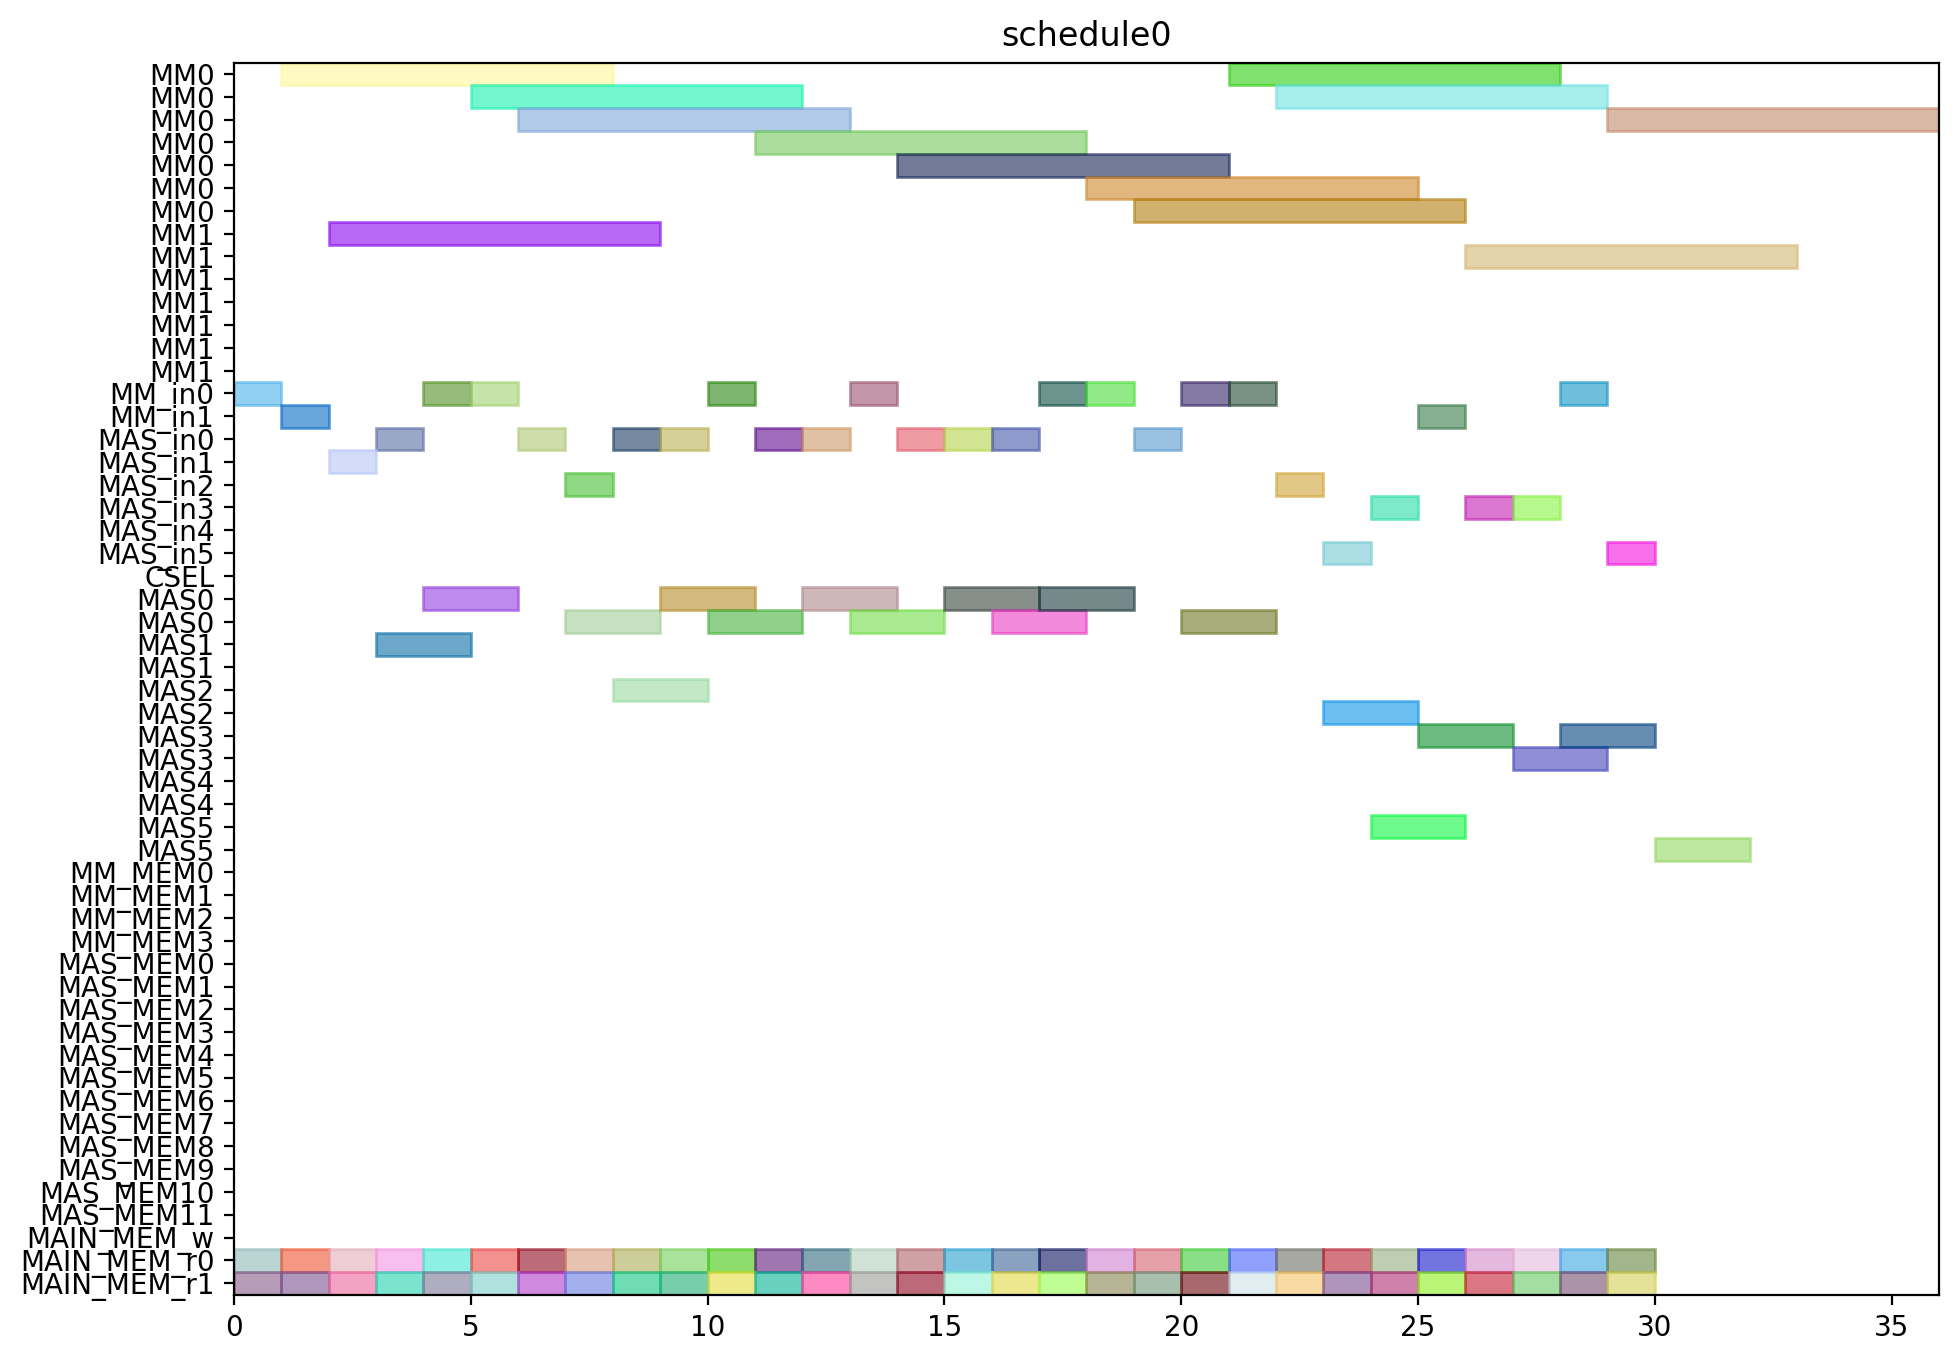 schedule0
MM0
MM0
MM0
MM0
MM0
MM0
MM0
MM1
MM1
MM1
MM1
MM1
MM1
MM1
MM_in0
MM_in1
MAS_in0
MAS_in1
MAS_in2
MAS_in3
MAS_in4
MAS_in5
CSEL
MAS0
MAS0
MAS1
MAS1
MAS2
MAS2
MAS3
MAS3
MAS4
MAS4
MAS5
MAS5
MM_MEM0
MM_MEM1
MM_MEM2
MM_MEM3
MAS_MEM0
MAS_MEM1
MAS_MEM2
MAS_MEM3
MAS_MEM4
MAS_MEM5
MAS_MEM6
MAS_MEM7
MAS_MEM8
MAS_MEM9
MAS_MEM10
MAS_MEM11
MAIN_MEM_w
MAIN_MEM_r0
MAIN_MEM_r1
0 5 10 15 20 25 30 35